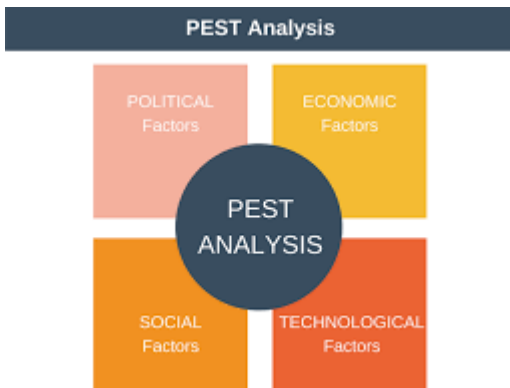 PEST Analysis
POLITICAL
Factors
ECONOMIC
Factors
PEST
ANALYSIS
SOCIAL
Factors
TECHNOLOGICAL
Factors